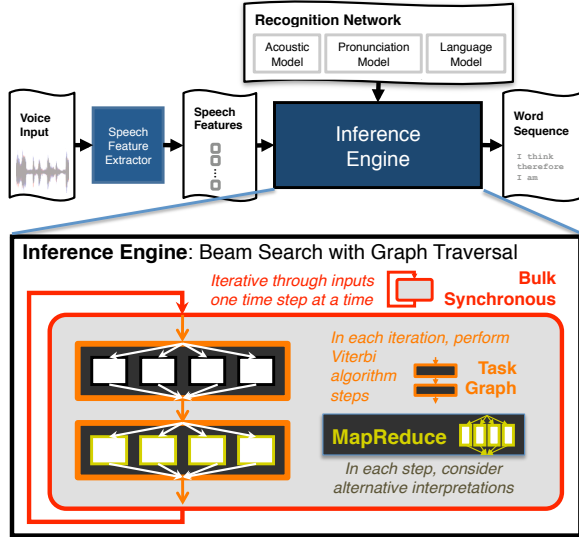 Recognition Network
Acoustic
Model
Pronunciation
Model
Language
Model
Voice
Input
Speech
Feature
Extractor
Speech
Features
Inference
Engine
Word
Sequence
I think
therefore
I am
Inference Engine: Beam Search with Graph Traversal
Iterative through inputs
one time step at a time
Bulk
Synchronous
In each iteration, perform
Viterbi
algorithm
steps
Task
Graph
MapReduce
In each step, consider
alternative interpretations